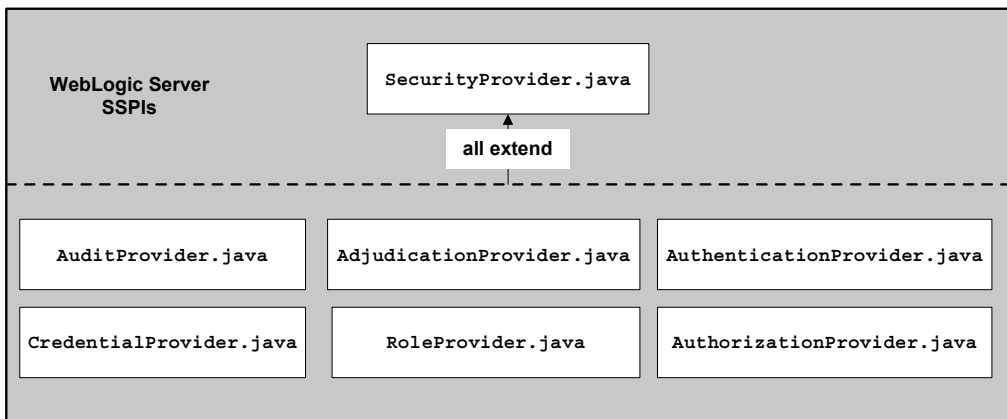 WebLogic Server
SSPIs
SecurityProvider.java
all extend
AuditProvider.java
AdjudicationProvider.java
AuthenticationProvider.java
CredentialProvider.java
RoleProvider.java
AuthorizationProvider.java